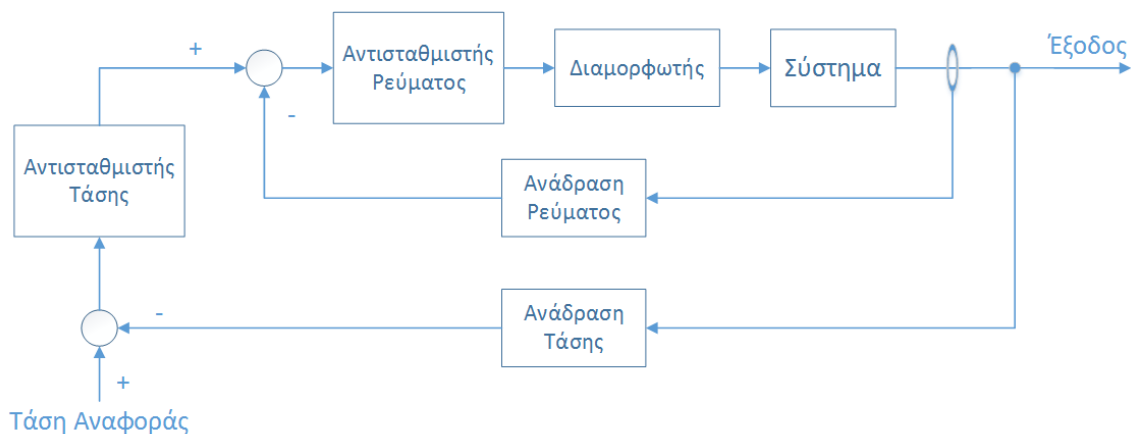 +
Αντισταθμιστής
Ρεύματος
Διαμορφωτής
Σύστημα
Έξοδος
-
Αντισταθμιστής
Τάσης
Ανάδραση
Ρεύματος
-
Ανάδραση
Τάσης
+
Τάση Αναφοράς